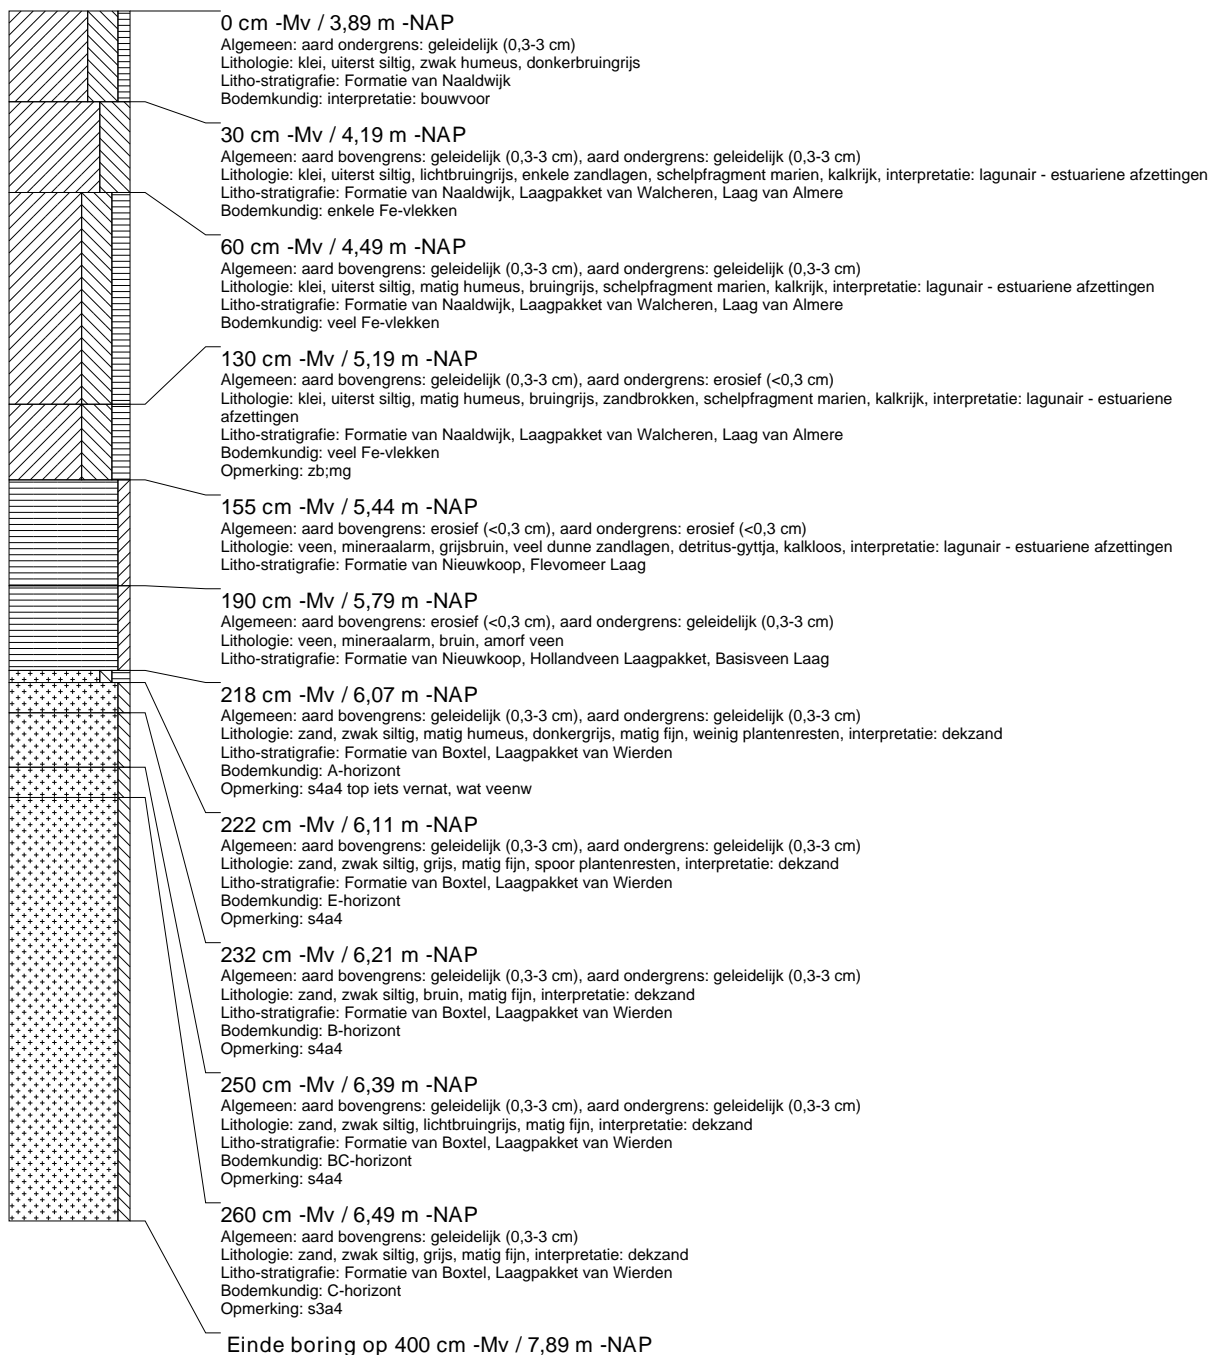 0 cm -Mv / 3,89 m -NAP
Algemeen: aard ondergrens: geleidelijk (0,3-3 cm)
Lithologie: klei, uiterst siltig, zwak humeus, donkerbruingrijs
Litho-stratigrafie: Formatie van Naaldwijk
Bodemkundig: interpretatie: bouwvoor
30 cm -Mv / 4,19 m -NAP
Algemeen: aard bovengrens: geleidelijk (0,3-3 cm), aard ondergrens: geleidelijk (0,3-3 cm)
Lithologie: klei, uiterst siltig, lichtbruingrijs, enkele zandlagen, schelpfragment marien, kalkrijk, interpretatie: lagunair - estuariene afzettingen
Litho-stratigrafie: Formatie van Naaldwijk, Laagpakket van Walcheren, Laag van Almere
Bodemkundig: enkele Fe-vlekken
60 cm -Mv / 4,49 m -NAP
Algemeen: aard bovengrens: geleidelijk (0,3-3 cm), aard ondergrens: geleidelijk (0,3-3 cm)
Lithologie: klei, uiterst siltig, matig humeus, bruingrijs, schelpfragment marien, kalkrijk, interpretatie: lagunair - estuariene afzettingen
Litho-stratigrafie: Formatie van Naaldwijk, Laagpakket van Walcheren, Laag van Almere
Bodemkundig: veel Fe-vlekken
130 cm -Mv / 5,19 m -NAP
Algemeen: aard bovengrens: geleidelijk (0,3-3 cm), aard ondergrens: erosief (<0,3 cm)
Lithologie: klei, uiterst siltig, matig humeus, bruingrijs, zandbrokken, schelpfragment marien, kalkrijk, interpretatie: lagunair - estuariene
afzettingen
Litho-stratigrafie: Formatie van Naaldwijk, Laagpakket van Walcheren, Laag van Almere
Bodemkundig: veel Fe-vlekken
Opmerking: zb;mg
155 cm -Mv / 5,44 m -NAP
Algemeen: aard bovengrens: erosief (<0,3 cm), aard ondergrens: erosief (<0,3 cm)
Lithologie: veen, mineraalarm, grijsbruin, veel dunne zandlagen, detritus-gyttja, kalkloos, interpretatie: lagunair - estuariene afzettingen
Litho-stratigrafie: Formatie van Nieuwkoop, Flevomeer Laag
190 cm -Mv / 5,79 m -NAP
Algemeen: aard bovengrens: erosief (<0,3 cm), aard ondergrens: geleidelijk (0,3-3 cm)
Lithologie: veen, mineraalarm, bruin, amorf veen
Litho-stratigrafie: Formatie van Nieuwkoop, Hollandveen Laagpakket, Basisveen Laag
218 cm -Mv / 6,07 m -NAP
Algemeen: aard bovengrens: geleidelijk (0,3-3 cm), aard ondergrens: geleidelijk (0,3-3 cm)
Lithologie: zand, zwak siltig, matig humeus, donkergrijs, matig fijn, weinig plantenresten, interpretatie: dekzand
Litho-stratigrafie: Formatie van Boxtel, Laagpakket van Wierden
Bodemkundig: A-horizont
Opmerking: s4a4 top iets vernat, wat veenw
222 cm -Mv / 6,11 m -NAP
Algemeen: aard bovengrens: geleidelijk (0,3-3 cm), aard ondergrens: geleidelijk (0,3-3 cm)
Lithologie: zand, zwak siltig, grijs, matig fijn, spoor plantenresten, interpretatie: dekzand
Litho-stratigrafie: Formatie van Boxtel, Laagpakket van Wierden
Bodemkundig: E-horizont
Opmerking: s4a4
232 cm -Mv / 6,21 m -NAP
Algemeen: aard bovengrens: geleidelijk (0,3-3 cm), aard ondergrens: geleidelijk (0,3-3 cm)
Lithologie: zand, zwak siltig, bruin, matig fijn, interpretatie: dekzand
Litho-stratigrafie: Formatie van Boxtel, Laagpakket van Wierden
Bodemkundig: B-horizont
Opmerking: s4a4
250 cm -Mv / 6,39 m -NAP
Algemeen: aard bovengrens: geleidelijk (0,3-3 cm), aard ondergrens: geleidelijk (0,3-3 cm)
Lithologie: zand, zwak siltig, lichtbruingrijs, matig fijn, interpretatie: dekzand
Litho-stratigrafie: Formatie van Boxtel, Laagpakket van Wierden
Bodemkundig: BC-horizont
Opmerking: s4a4
260 cm -Mv / 6,49 m -NAP
Algemeen: aard bovengrens: geleidelijk (0,3-3 cm)
Lithologie: zand, zwak siltig, grijs, matig fijn, interpretatie: dekzand
Litho-stratigrafie: Formatie van Boxtel, Laagpakket van Wierden
Bodemkundig: C-horizont
Opmerking: s3a4
Einde boring op 400 cm -Mv / 7,89 m -NAP